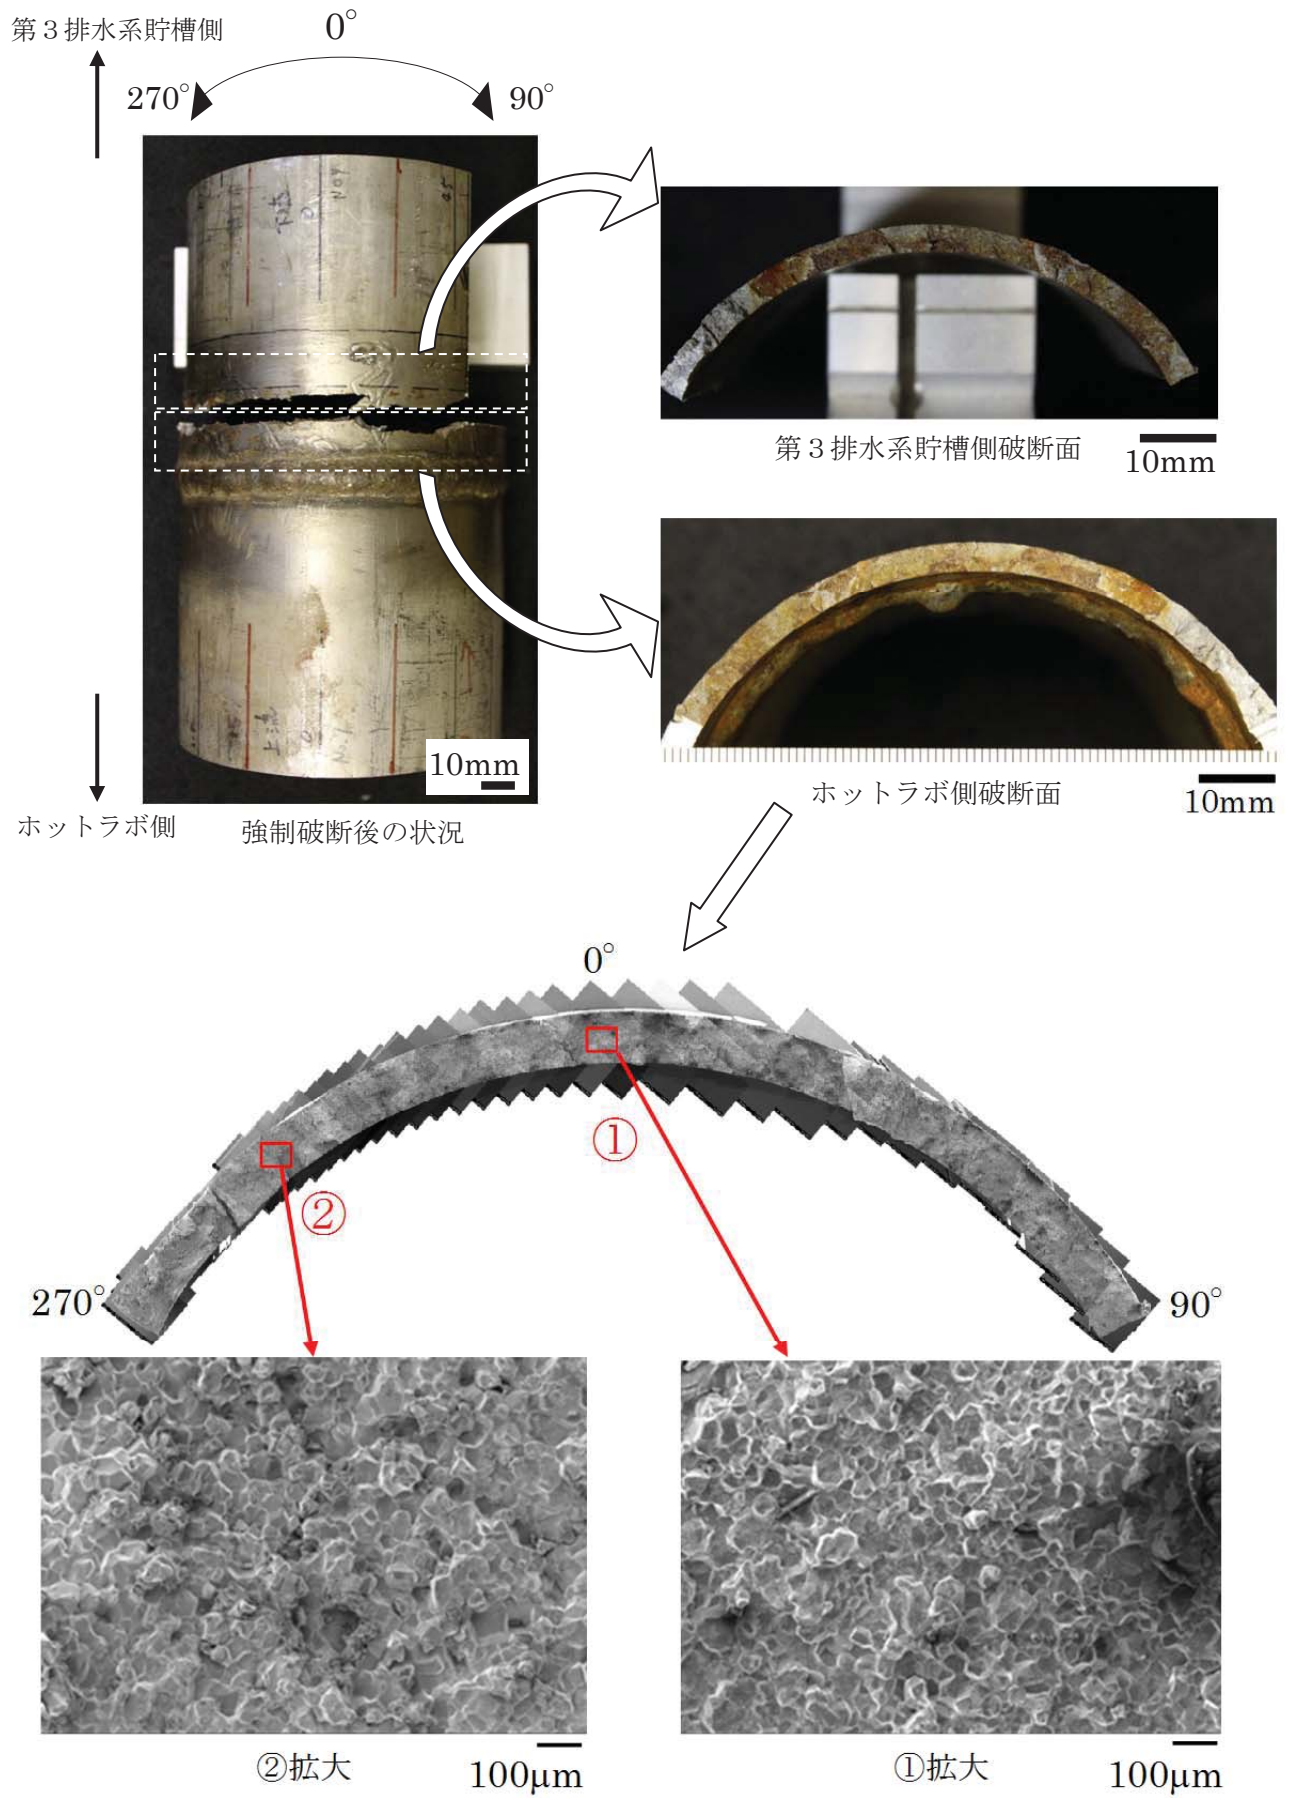 第３排水系貯槽側
0°
270°
90°
10mm
ホットラボ側
強制破断後の状況
第３排水系貯槽側破断面
10mm
ホットラボ側破断面
10mm
0°
①
②
270°
90°
②拡大
100μm
①拡大
100μm